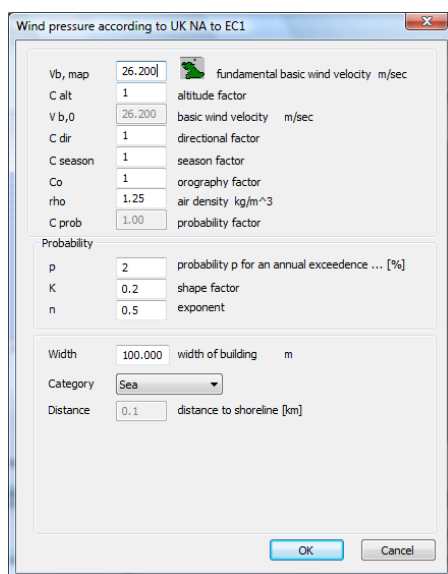 Wind pressure according to UK NA to EC1
Vb, map 26.200 fundamental basic wind velocity m/sec
C alt 1 altitude factor
V b,0 26.200 basic wind velocity m/sec
C dir 1 directional factor
C season 1 season factor
Co 1 orography factor
rho 1.25 air density kg/m^3
C prob 1.00 probability factor
Probability
p 2 probability p for an annual exceedence ... [%]
K 0.2 shape factor
n 0.5 exponent
Width 100.000 width of building m
Category Sea
Distance 0.1 distance to shoreline [km]
OK Cancel